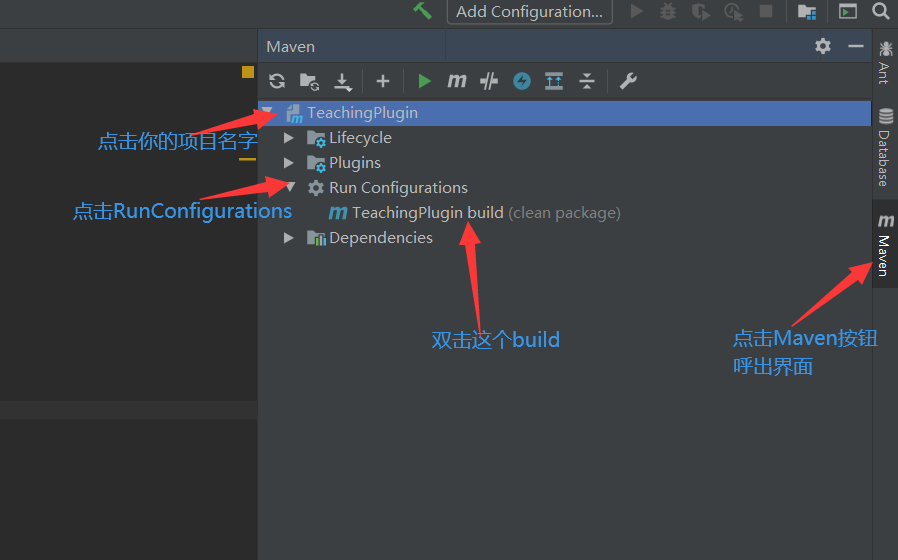 Add Configuration...
Maven
Ant
TeachingPlugin
点击你的项目名字
Lifecycle
Database
Plugins
Run Configurations
点击RunConfigurations
TeachingPlugin build (clean package)
Dependencies
Maven
双击这个build
点击Maven按钮
呼出界面